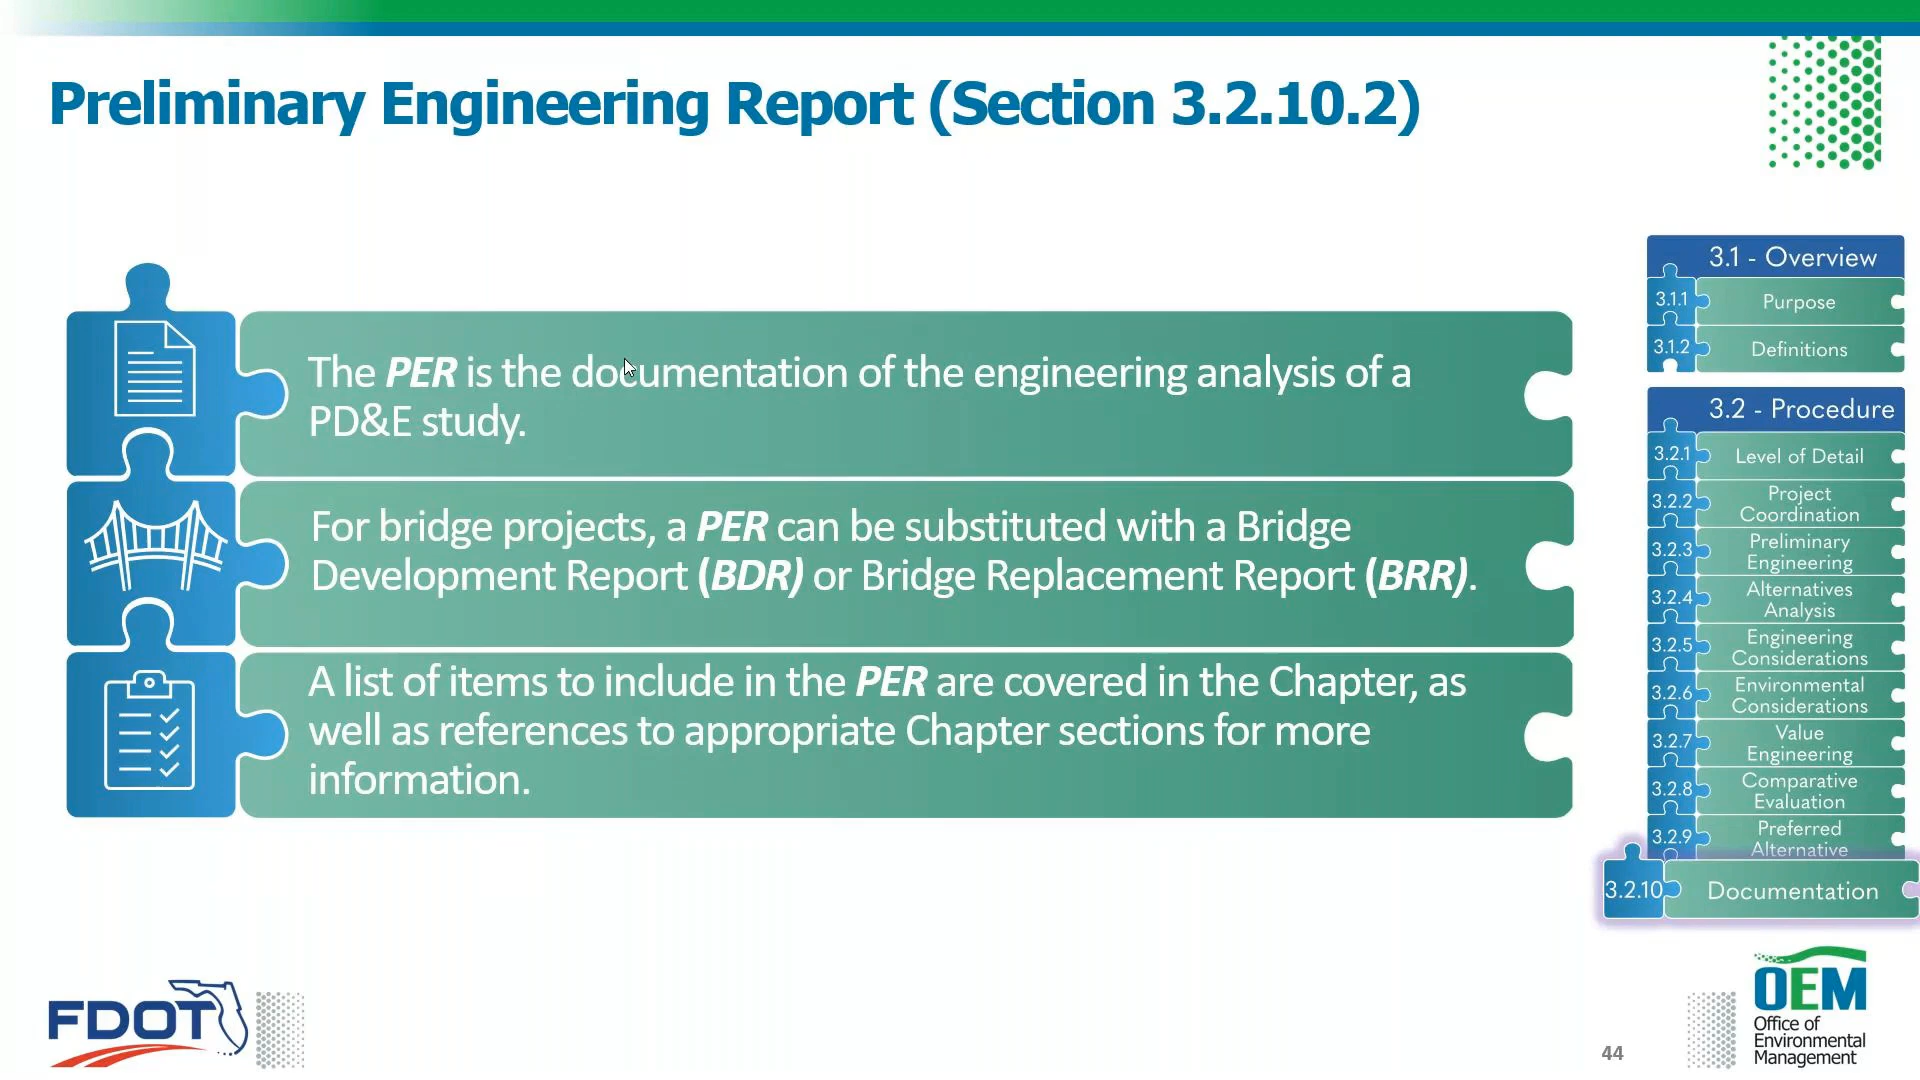 Preliminary Engineering Report (Section 3.2.10.2)
The PER is the documentation of the engineering analysis of a
PD&E study.
For bridge projects, a PER can be substituted with a Bridge
Development Report (BDR) or Bridge Replacement Report (BRR).
A list of items to include in the PER are covered in the Chapter, as
well as references to appropriate Chapter sections for more
information.
3.1 - Overview
3.1.1 Purpose
3.1.2 Definitions
3.2 - Procedure
3.2.1 Level of Detail
3.2.2 Project
Coordination
3.2.3 Preliminary
Engineering
3.2.4 Alternatives
Analysis
3.2.5 Engineering
Considerations
3.2.6 Environmental
Considerations
3.2.7 Value
Engineering
3.2.8 Comparative
Evaluation
3.2.9 Preferred
Alternative
3.2.10 Documentation
FDOT
44
OEM
Office of
Environmental
Management